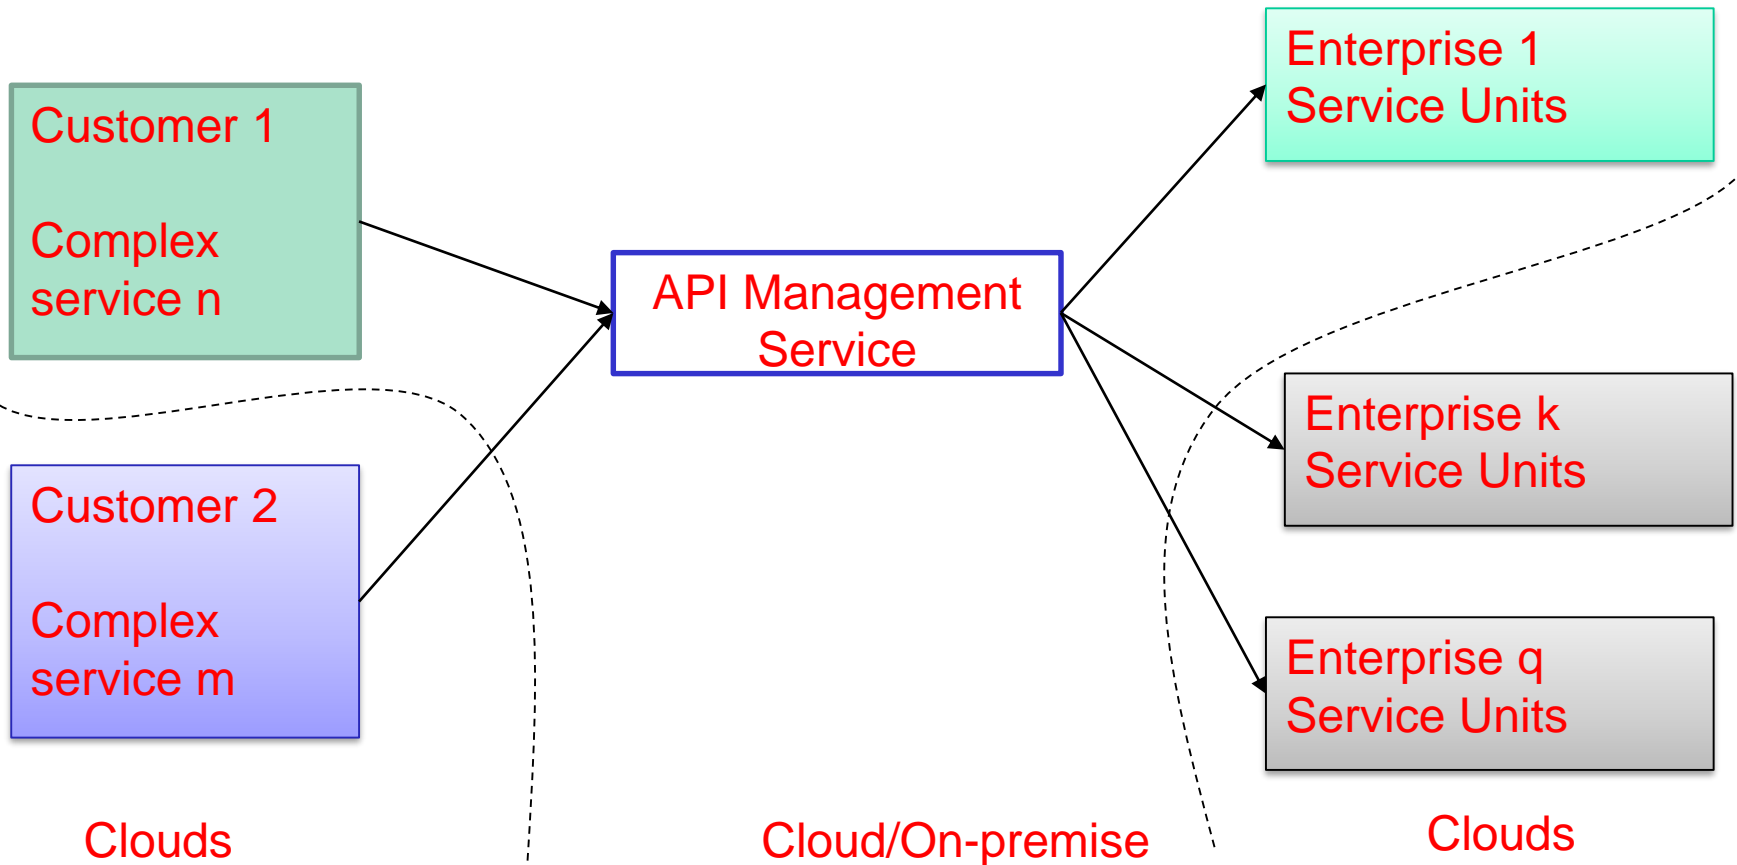 Customer 1
Complex
service n
Customer 2
Complex
service m
Clouds
API Management
Service
Cloud/On-premise
Enterprise 1
Service Units
Enterprise k
Service Units
Enterprise q
Service Units
Clouds